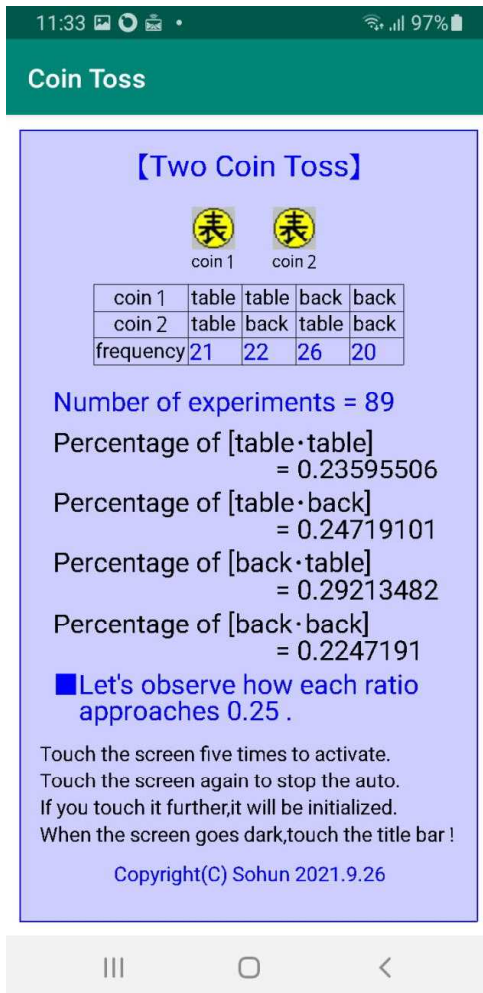 11:33 97%
Coin Toss
【Two Coin Toss】
表 表
coin 1 coin 2
coin 1 table table back back
coin 2 table back table back
frequency 21 22 26 20
Number of experiments = 89
Percentage of [table･table]
= 0.23595506
Percentage of [table･back]
= 0.24719101
Percentage of [back･table]
= 0.29213482
Percentage of [back･back]
= 0.2247191
■Let's observe how each ratio
approaches 0.25 .
Touch the screen five times to activate.
Touch the screen again to stop the auto.
If you touch it further,it will be initialized.
When the screen goes dark,touch the title bar !
Copyright(C) Sohun 2021.9.26